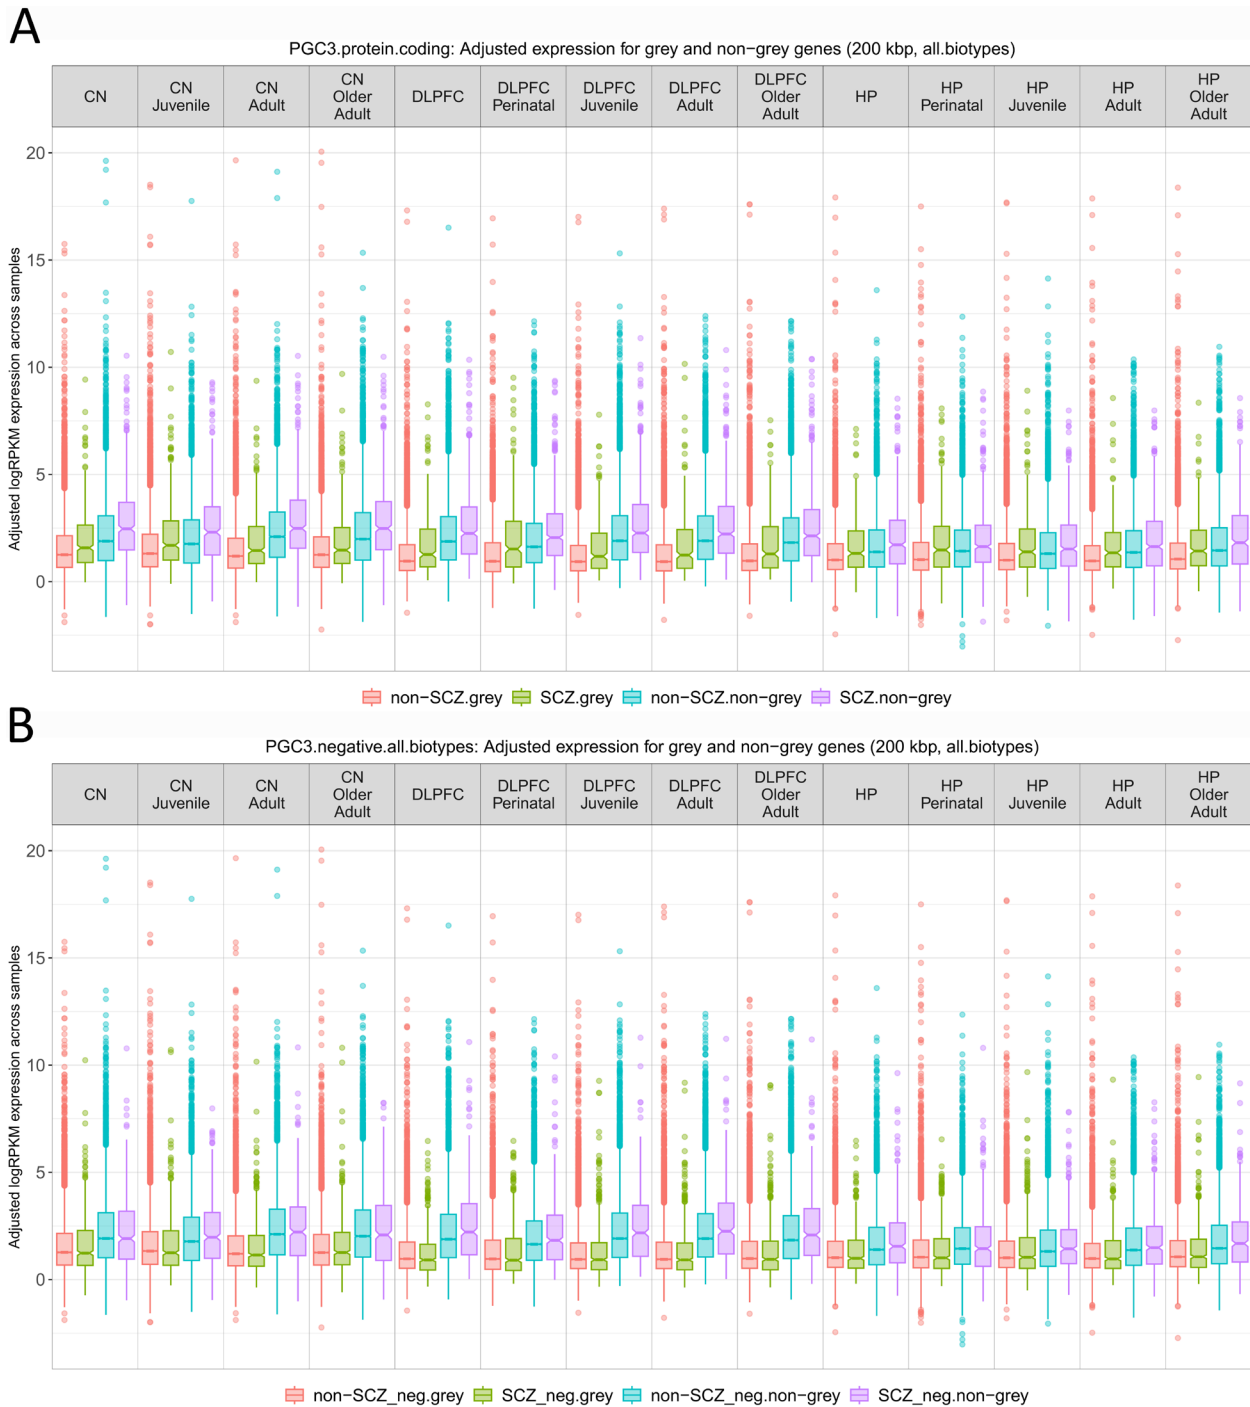 A
PGC3.protein.coding: Adjusted expression for grey and non−grey genes (200 kbp, all.biotypes)
CN
CN
Juvenile
CN
Adult
CN
Older
Adult
DLPFC
DLPFC
Perinatal
DLPFC
Juvenile
DLPFC
Adult
DLPFC
Older
Adult
HP
HP
Perinatal
HP
Juvenile
HP
Adult
HP
Older
Adult
Adjusted logRPKM expression across samples
20
15
10
5
0
non−SCZ.grey
SCZ.grey
non−SCZ.non−grey
SCZ.non−grey
B
PGC3.negative.all.biotypes: Adjusted expression for grey and non−grey genes (200 kbp, all.biotypes)
CN
CN
Juvenile
CN
Adult
CN
Older
Adult
DLPFC
DLPFC
Perinatal
DLPFC
Juvenile
DLPFC
Adult
DLPFC
Older
Adult
HP
HP
Perinatal
HP
Juvenile
HP
Adult
HP
Older
Adult
Adjusted logRPKM expression across samples
20
15
10
5
0
non−SCZ_neg.grey
SCZ_neg.grey
non−SCZ_neg.non−grey
SCZ_neg.non−grey